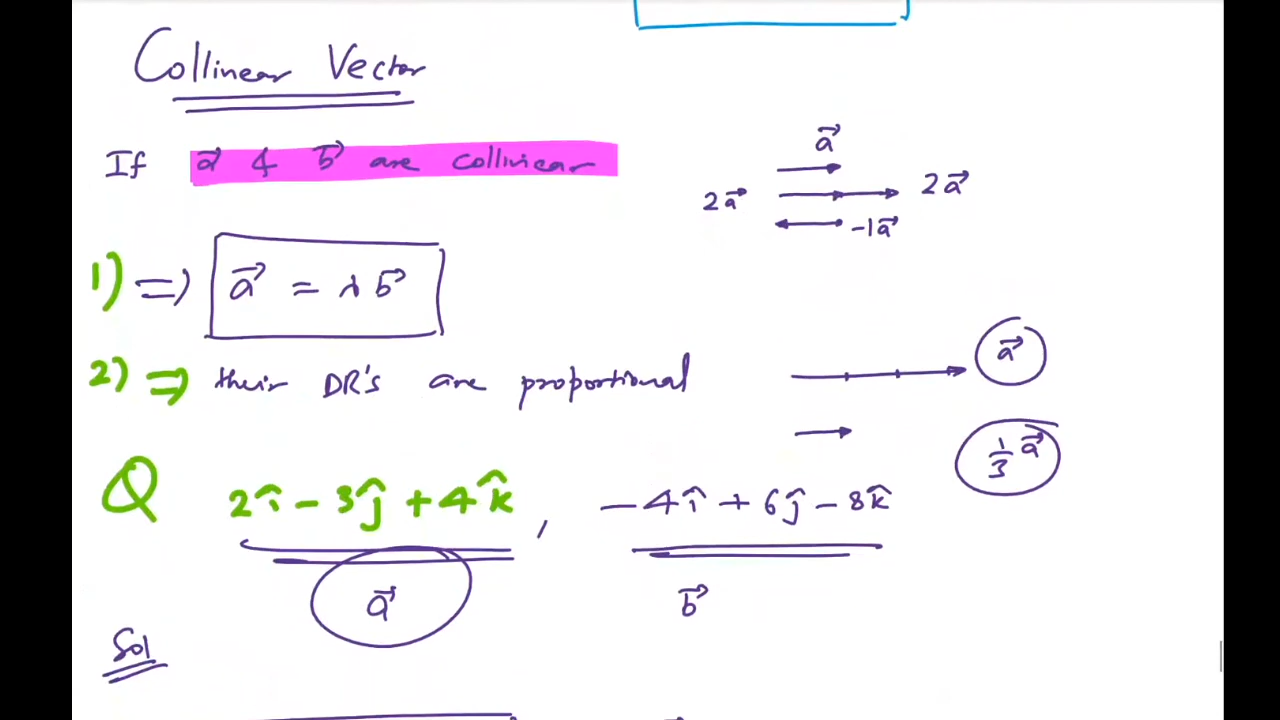 Collinear Vector
If a⃗ & b⃗ are collinear
a⃗
2a⃗ 2a⃗
-1a⃗
1) ⇒ a⃗ = λ b⃗
2) ⇒ their DR's are proportional
a⃗
1/3 a⃗
Q 2î - 3ĵ + 4k̂ , -4î + 6ĵ - 8k̂
a⃗ b⃗
Sol